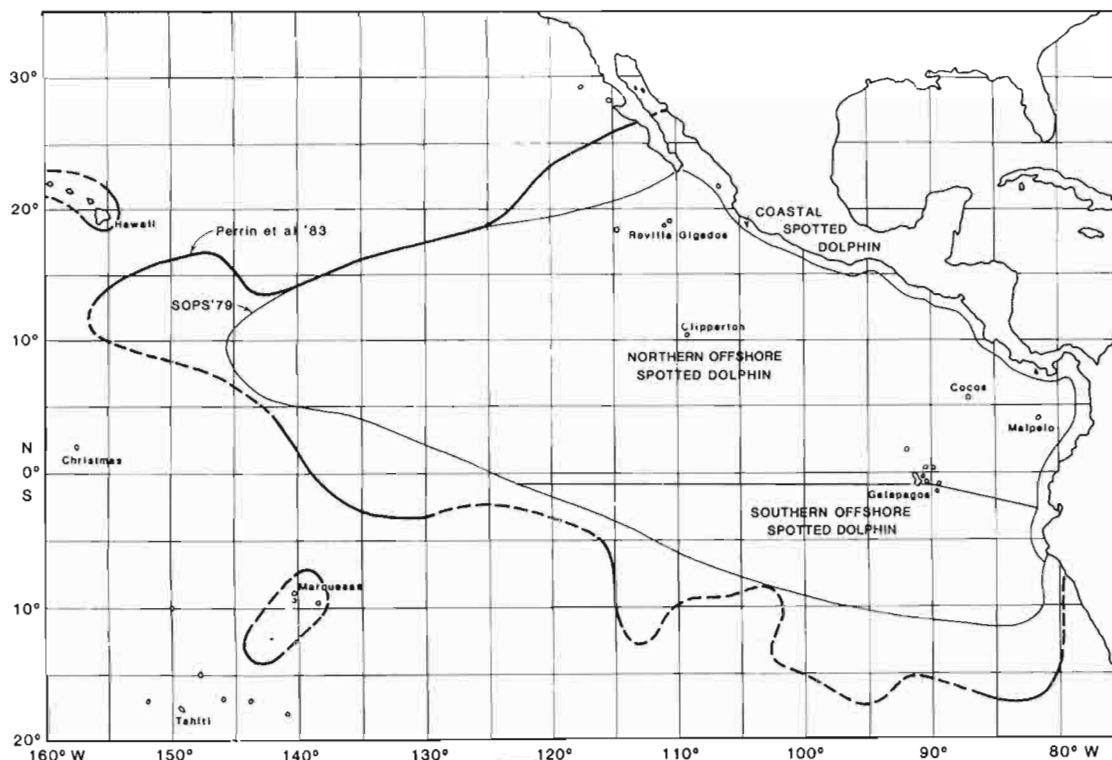 30°
20°
10°
N
0°
S
10°
20°
160° W
150°
140°
130°
120°
110°
100°
90°
80° W
Hawaii
Perrin et al '83
SOPS'79
Revilla Gigedos
COASTAL
SPOTTED
DOLPHIN
Clipperton
NORTHERN OFFSHORE
SPOTTED DOLPHIN
Cocos
Malpelo
Christmas
Galapagos
SOUTHERN OFFSHORE
SPOTTED DOLPHIN
Marquesas
Tahiti